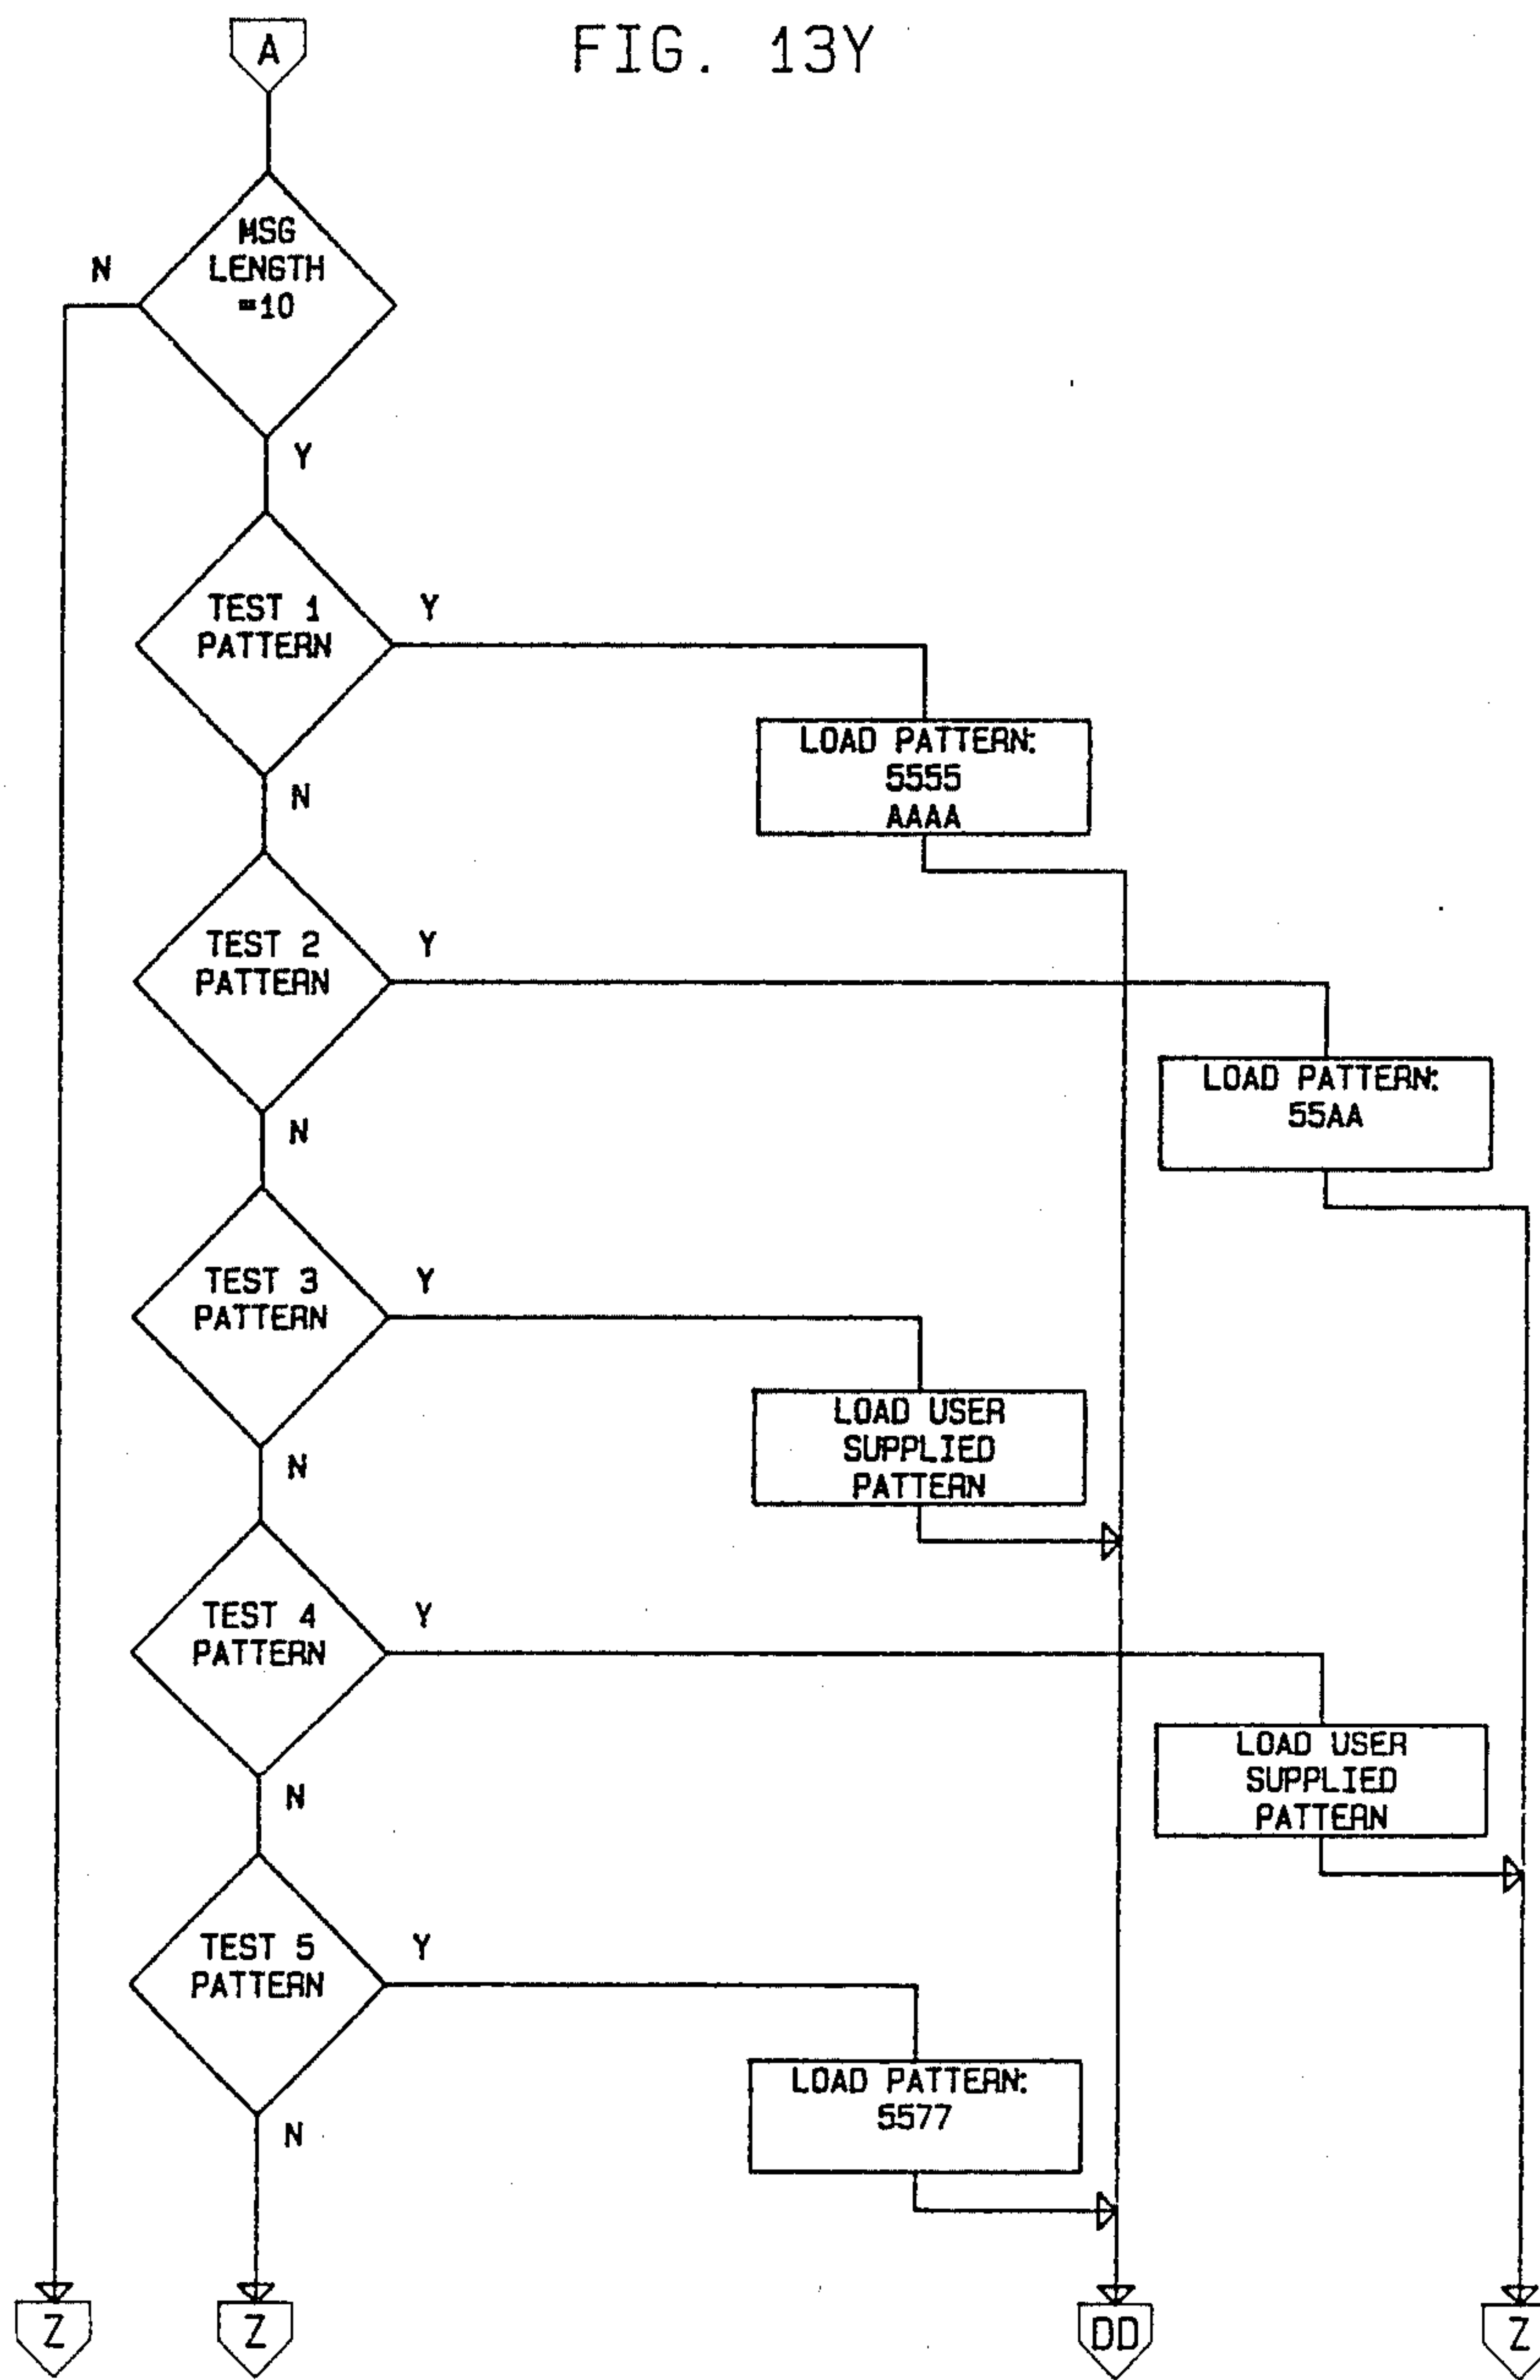 FIG. 13Y
A
MSG
LENGTH
=10
N
Y
TEST 1
PATTERN
Y
N
LOAD PATTERN:
5555
AAAA
TEST 2
PATTERN
Y
N
LOAD PATTERN:
55AA
TEST 3
PATTERN
Y
N
LOAD USER
SUPPLIED
PATTERN
TEST 4
PATTERN
Y
N
LOAD USER
SUPPLIED
PATTERN
TEST 5
PATTERN
Y
N
LOAD PATTERN:
5577
Z
Z
DD
Z